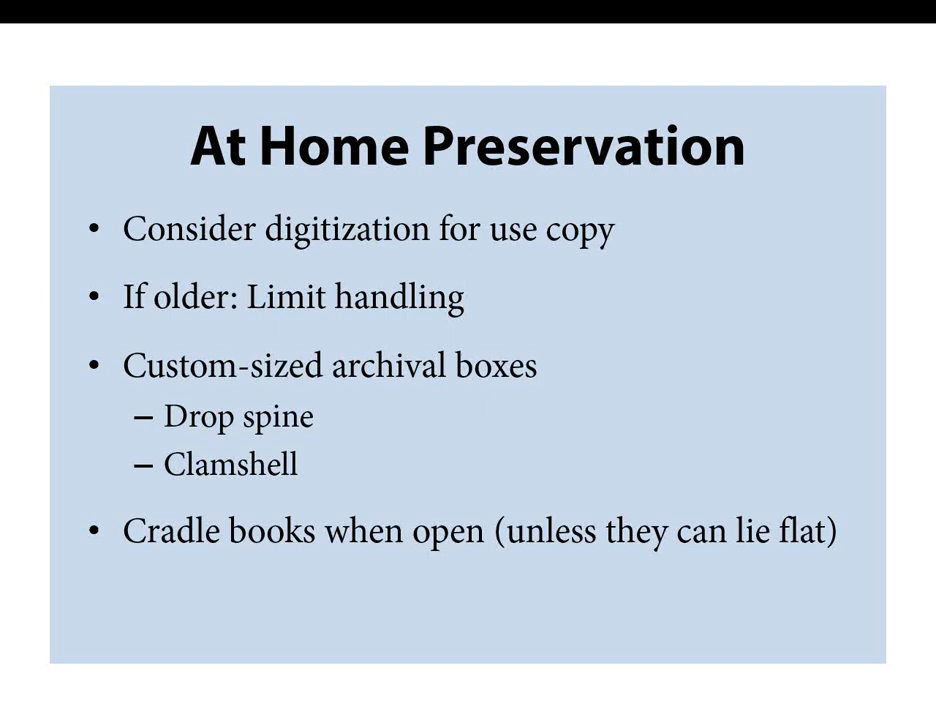 At Home Preservation
• Consider digitization for use copy
• If older: Limit handling
• Custom-sized archival boxes
– Drop spine
– Clamshell
• Cradle books when open (unless they can lie flat)